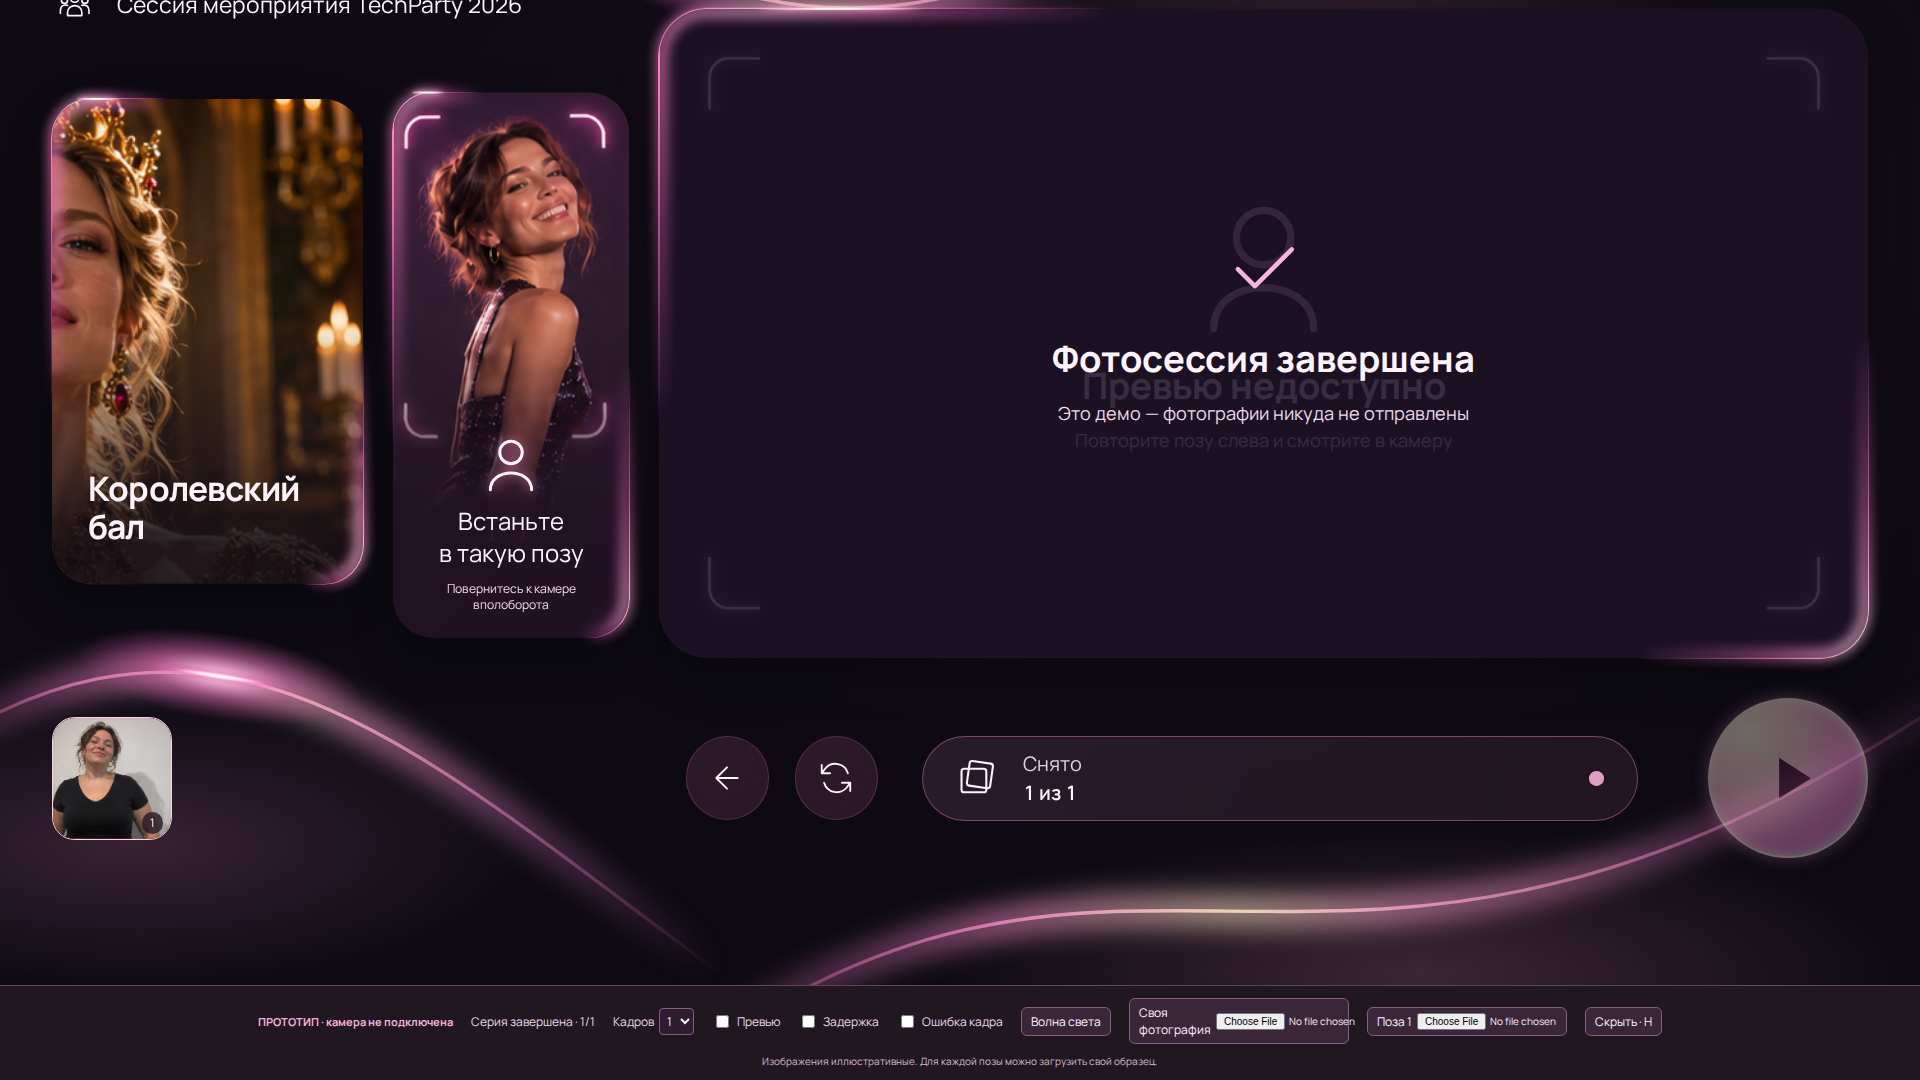 Сессия мероприятия TechParty 2026
Королевский
бал
Встаньте
в такую позу
Повернитесь к камере
вполоборота
Фотосессия завершена
Превью недоступно
Это демо — фотографии никуда не отправлены
Повторите позу слева и смотрите в камеру
1
Снято
1 из 1
ПРОТОТИП · камера не подключена
Серия завершена · 1/1
Кадров 1
Превью
Задержка
Ошибка кадра
Волна света
Своя
фотография
Choose File No file chosen
Поза 1 Choose File No file chosen
Скрыть · H
Изображения иллюстративные. Для каждой позы можно загрузить свой образец.